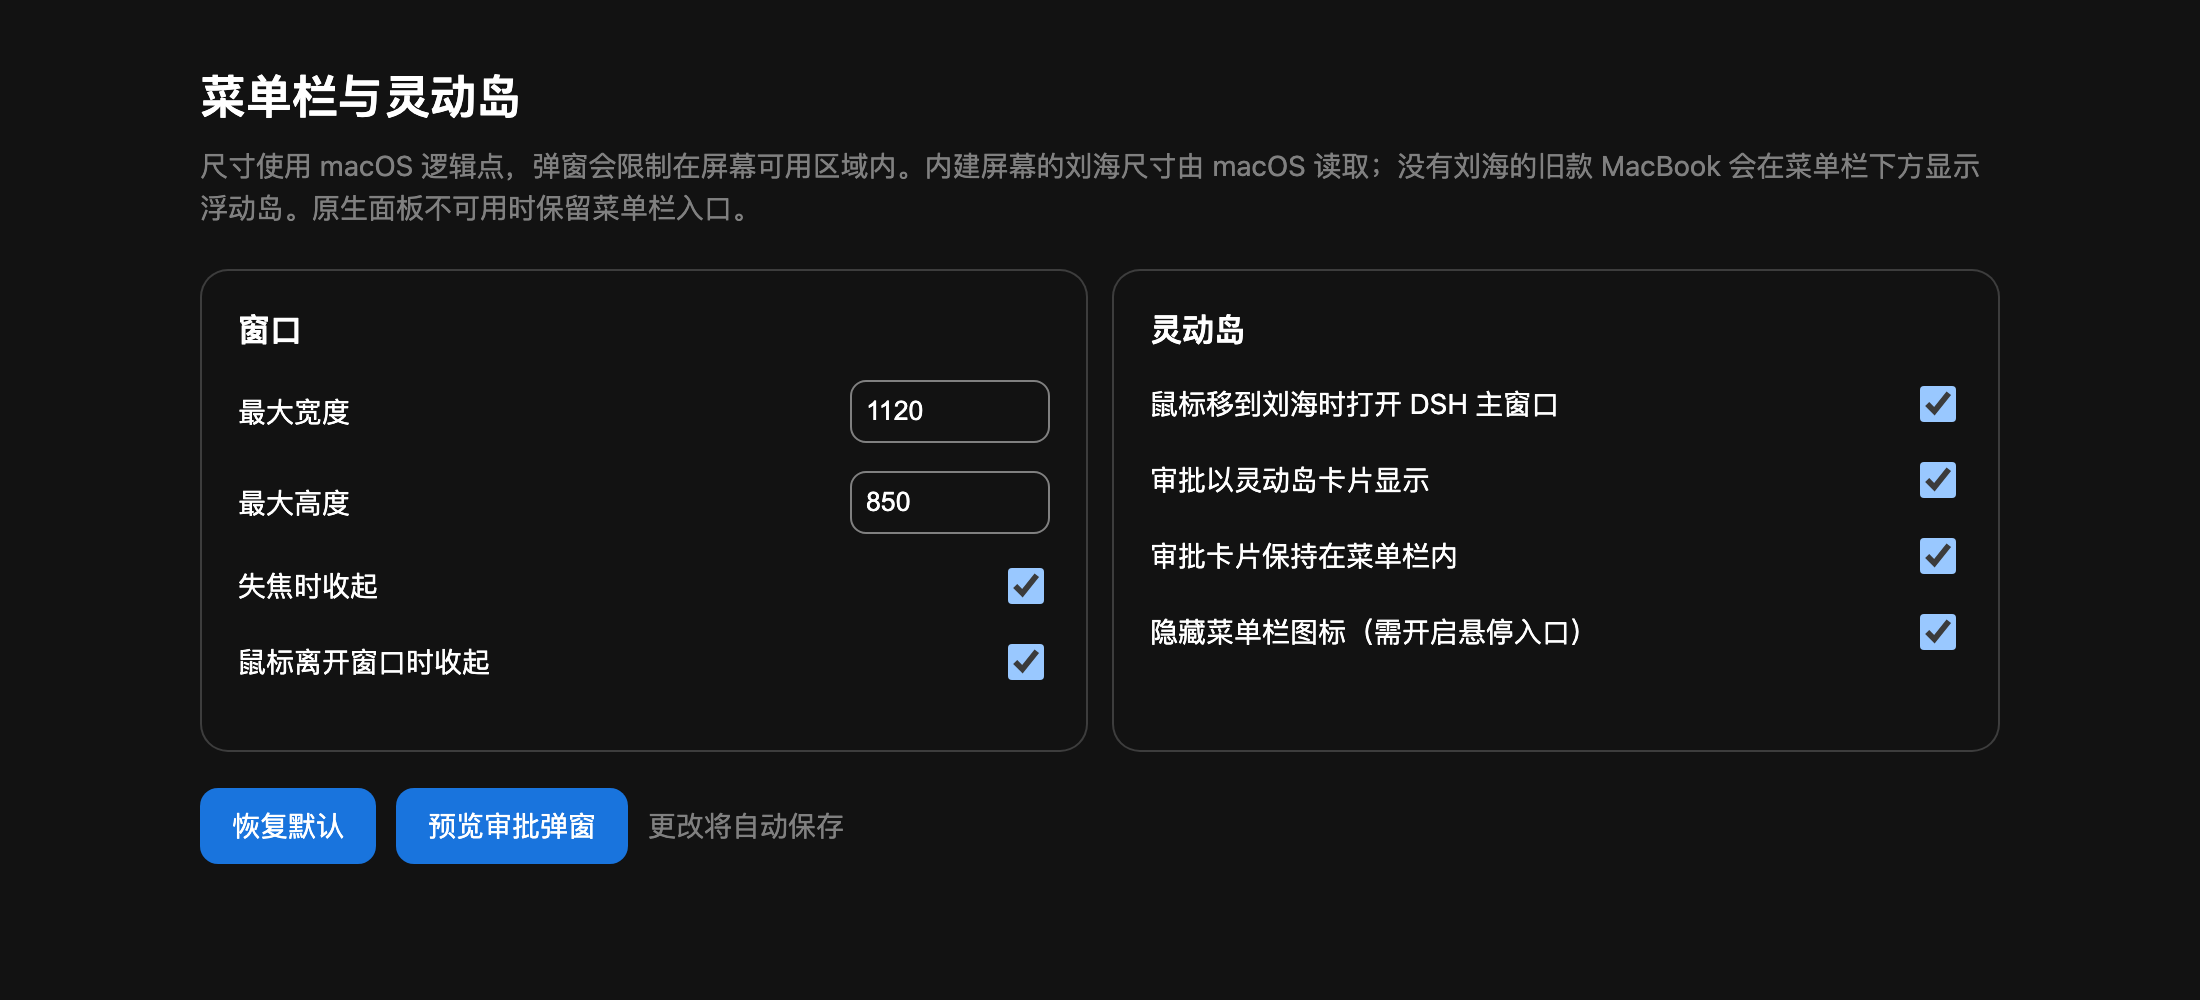 菜单栏与灵动岛
尺寸使用 macOS 逻辑点，弹窗会限制在屏幕可用区域内。内建屏幕的刘海尺寸由 macOS 读取；没有刘海的旧款 MacBook 会在菜单栏下方显示
浮动岛。原生面板不可用时保留菜单栏入口。
窗口
最大宽度
1120
最大高度
850
失焦时收起
鼠标离开窗口时收起
灵动岛
鼠标移到刘海时打开 DSH 主窗口
审批以灵动岛卡片显示
审批卡片保持在菜单栏内
隐藏菜单栏图标（需开启悬停入口）
恢复默认
预览审批弹窗
更改将自动保存